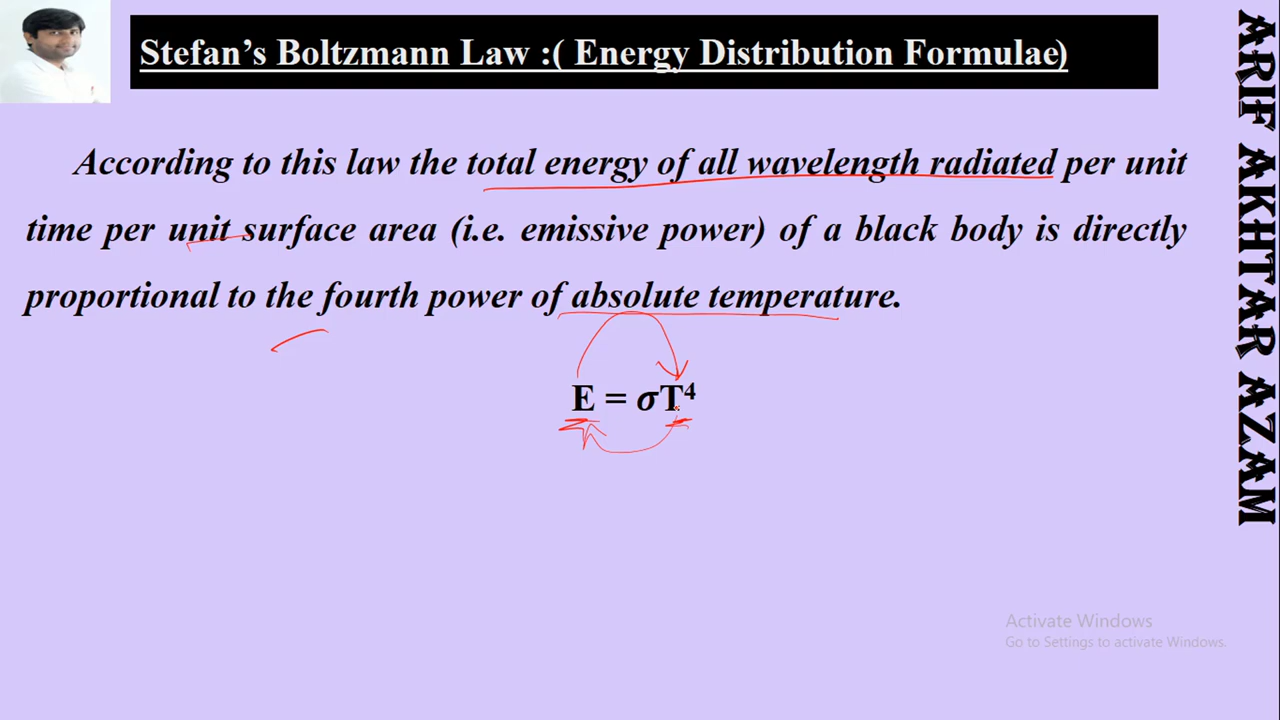 Stefan’s Boltzmann Law :( Energy Distribution Formulae)
According to this law the total energy of all wavelength radiated per unit
time per unit surface area (i.e. emissive power) of a black body is directly
proportional to the fourth power of absolute temperature.
E = σT⁴
ARIF AKHTAR AZAM
Activate Windows
Go to Settings to activate Windows.